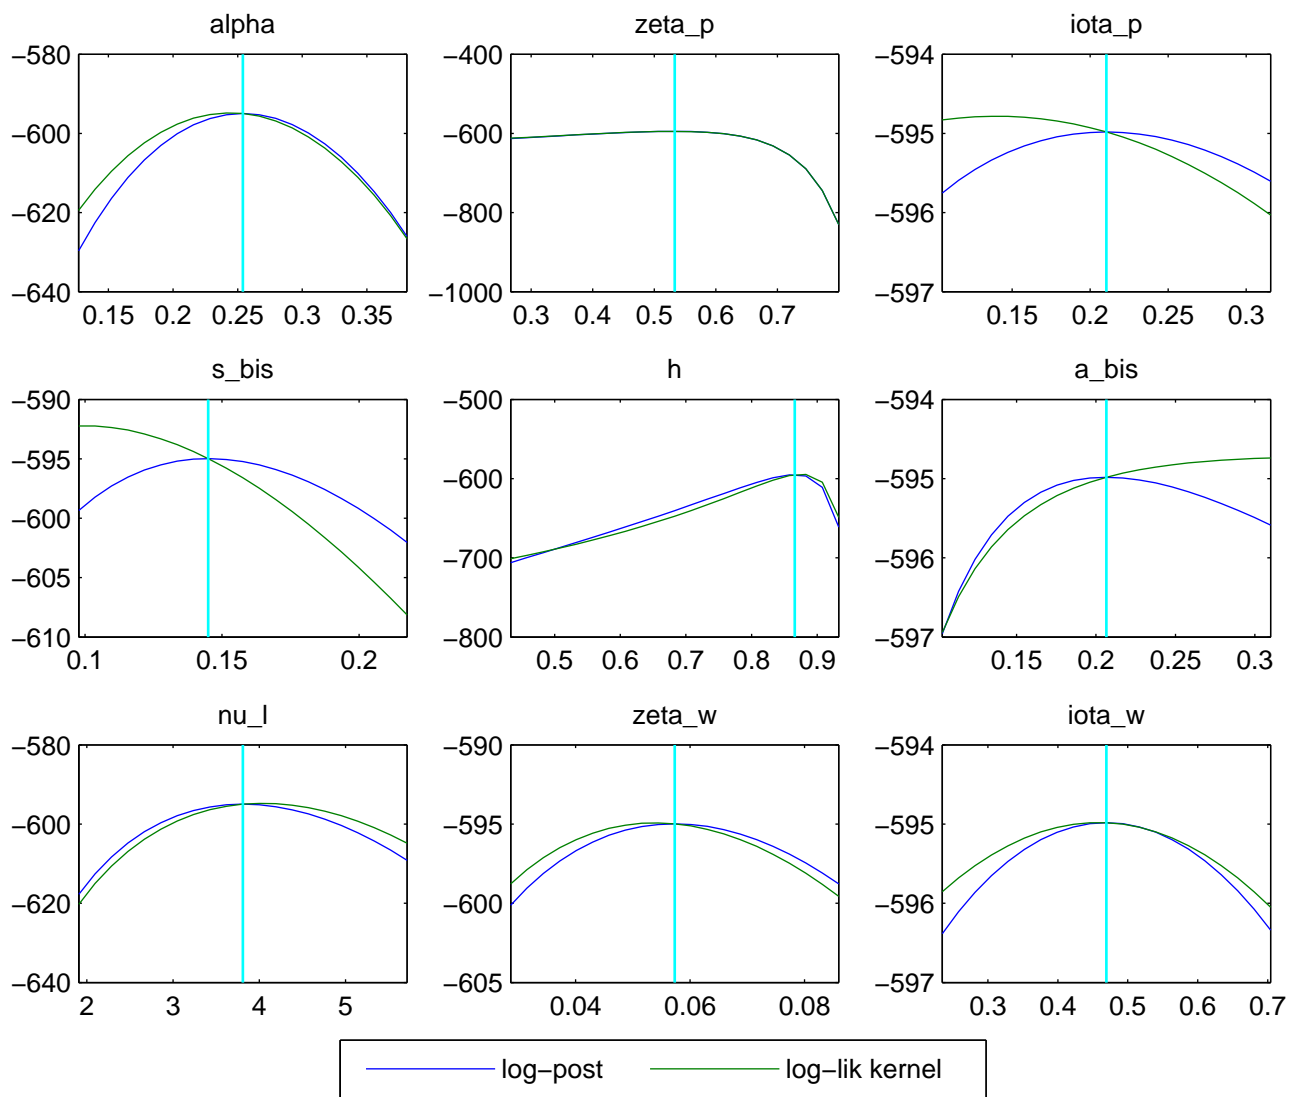 alpha zeta_p iota_p
−580 −400 −594
−600 −600 −595
−620 −800 −596
−640 −1000 −597
0.15 0.2 0.25 0.3 0.35 0.3 0.4 0.5 0.6 0.7 0.15 0.2 0.25 0.3
s_bis h a_bis
−590 −500 −594
−595 −600 −595
−600 −700 −596
−605
−610 −800 −597
0.1 0.15 0.2 0.5 0.6 0.7 0.8 0.9 0.15 0.2 0.25 0.3
nu_l zeta_w iota_w
−580 −590 −594
−600 −595 −595
−620 −600 −596
−640 −605 −597
2 3 4 5 0.04 0.06 0.08 0.3 0.4 0.5 0.6 0.7
log−post log−lik kernel